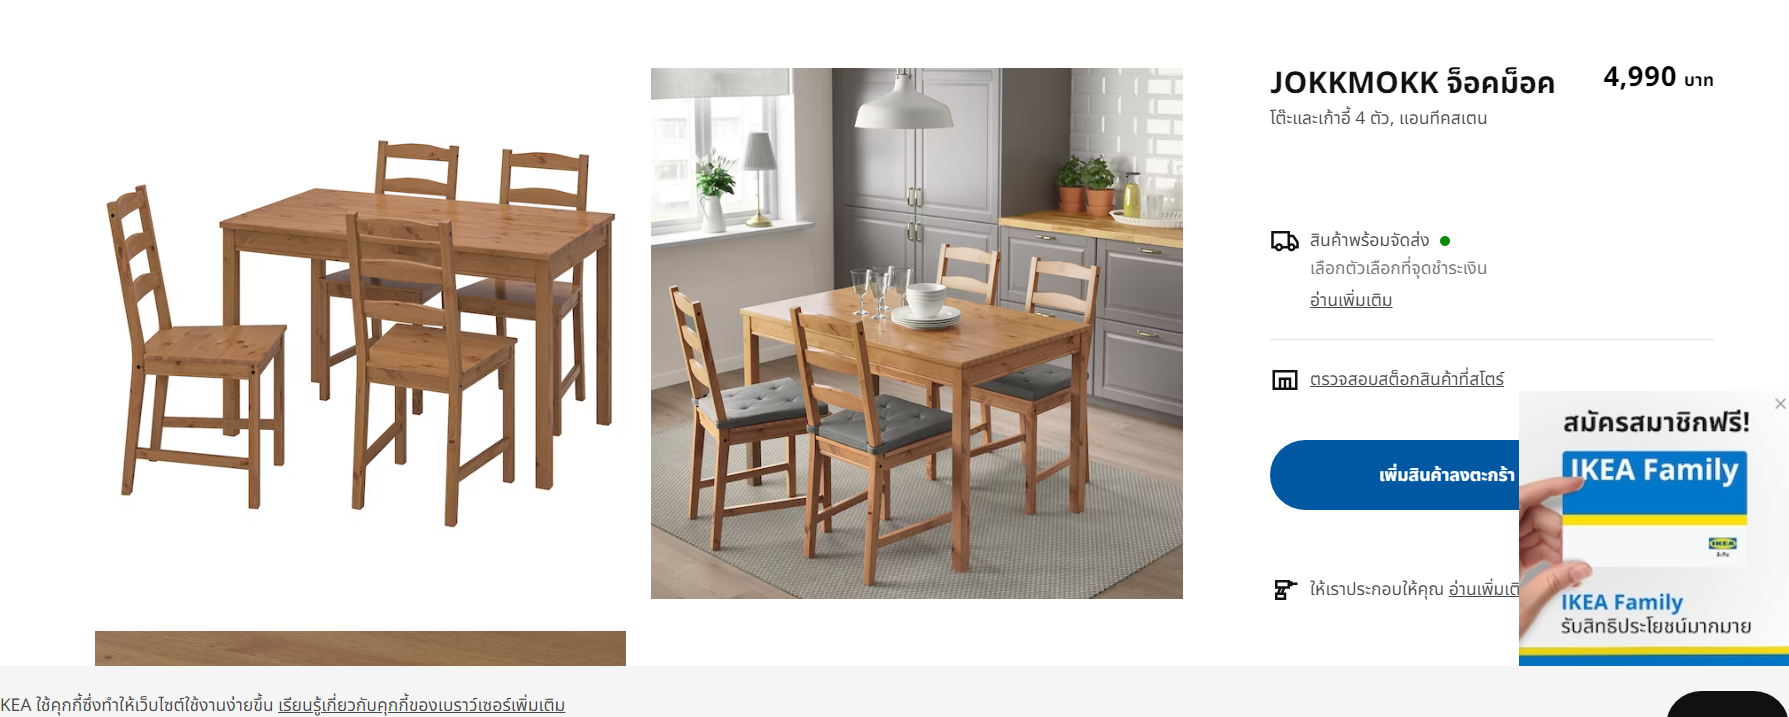 JOKKMOKK จ็อคม็อค
4,990 บาท
โต๊ะและเก้าอี้ 4 ตัว, แอนทีคสเตน
สินค้าพร้อมจัดส่ง
เลือกตัวเลือกที่จุดชำระเงิน
อ่านเพิ่มเติม
ตรวจสอบสต็อกสินค้าที่สโตร์
เพิ่มสินค้าลงตะกร้า
ให้เราประกอบให้คุณ อ่านเพิ่มเติ
สมัครสมาชิกฟรี!
IKEA Family
IKEA
อิเกีย
IKEA Family
รับสิทธิประโยชน์มากมาย
KEA ใช้คุกกี้ซึ่งทำให้เว็บไซต์ใช้งานง่ายขึ้น เรียนรู้เกี่ยวกับคุกกี้ของเบราว์เซอร์เพิ่มเติม